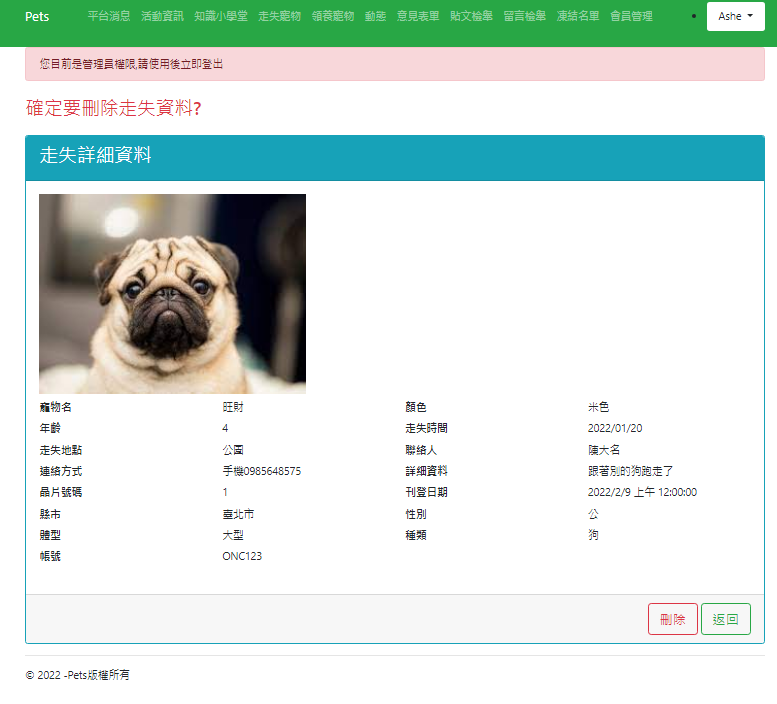 Pets 平台消息 活動資訊 知識小學堂 走失寵物 領養寵物 動態 意見表單 貼文檢舉 留言檢舉 凍結名單 會員管理 • Ashe
您目前是管理員權限,請使用後立即登出
確定要刪除走失資料?
走失詳細資料
寵物名 旺財 顏色 米色
年齡 4 走失時間 2022/01/20
走失地點 公園 聯絡人 陳大名
連絡方式 手機0985648575 詳細資料 跟著別的狗跑走了
晶片號碼 1 刊登日期 2022/2/9 上午 12:00:00
縣市 臺北市 性別 公
體型 大型 種類 狗
帳號 ONC123
刪除 返回
© 2022 -Pets版權所有